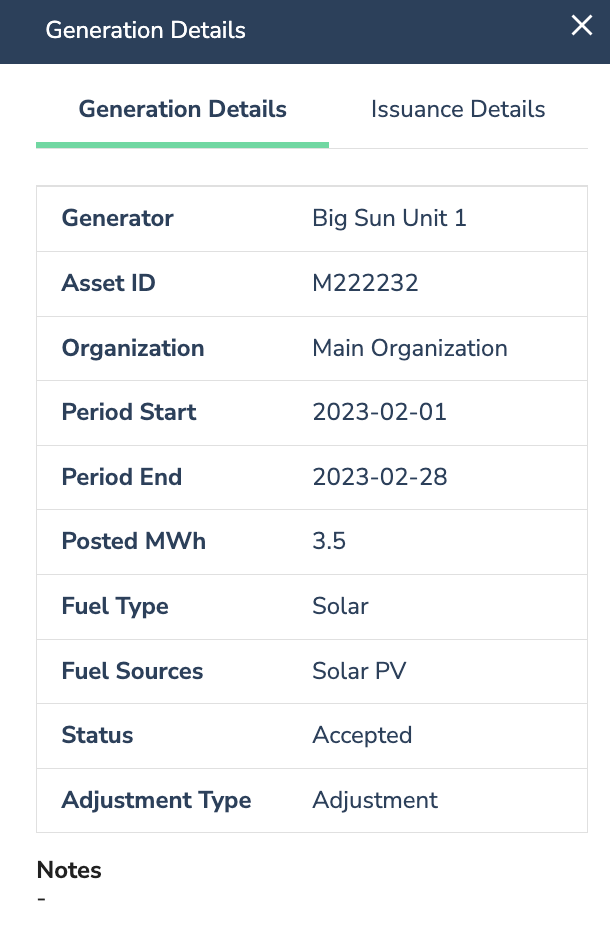 Generation Details
Generation Details Issuance Details
Generator Big Sun Unit 1
Asset ID M222232
Organization Main Organization
Period Start 2023-02-01
Period End 2023-02-28
Posted MWh 3.5
Fuel Type Solar
Fuel Sources Solar PV
Status Accepted
Adjustment Type Adjustment
Notes
-